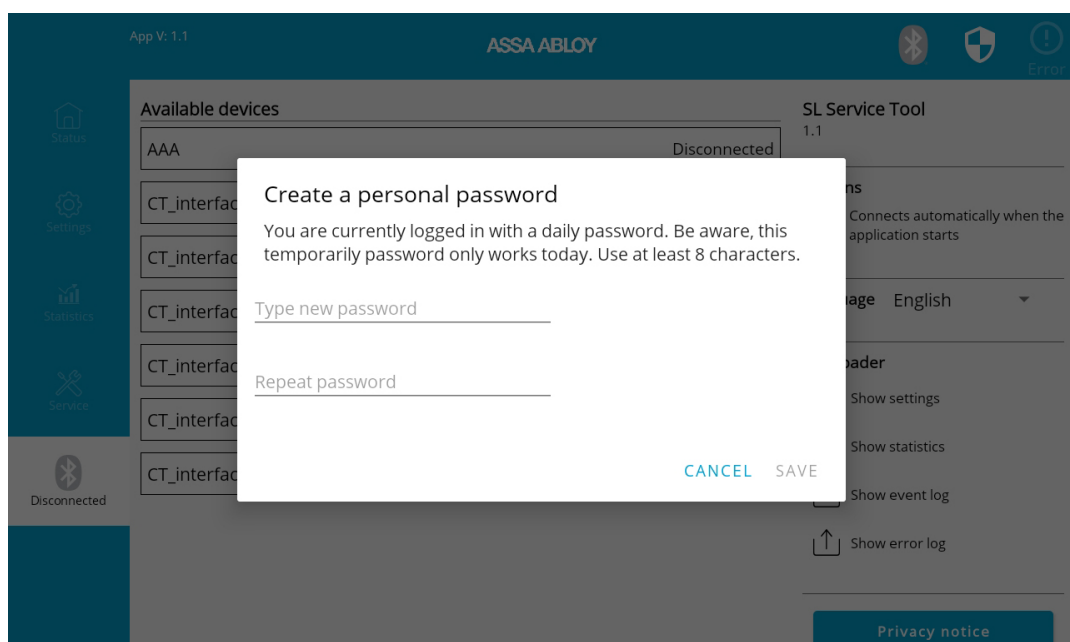 App V: 1.1
ASSA ABLOY
Error
Status
Settings
Statistics
Service
Disconnected
Available devices
AAA Disconnected
CT_interfac
CT_interfac
CT_interfac
CT_interfac
CT_interfac
CT_interfac
Create a personal password
You are currently logged in with a daily password. Be aware, this
temporarily password only works today. Use at least 8 characters.
Type new password
Repeat password
CANCEL SAVE
SL Service Tool
1.1
ns
Connects automatically when the
application starts
age English
ader
Show settings
Show statistics
Show event log
Show error log
Privacy notice